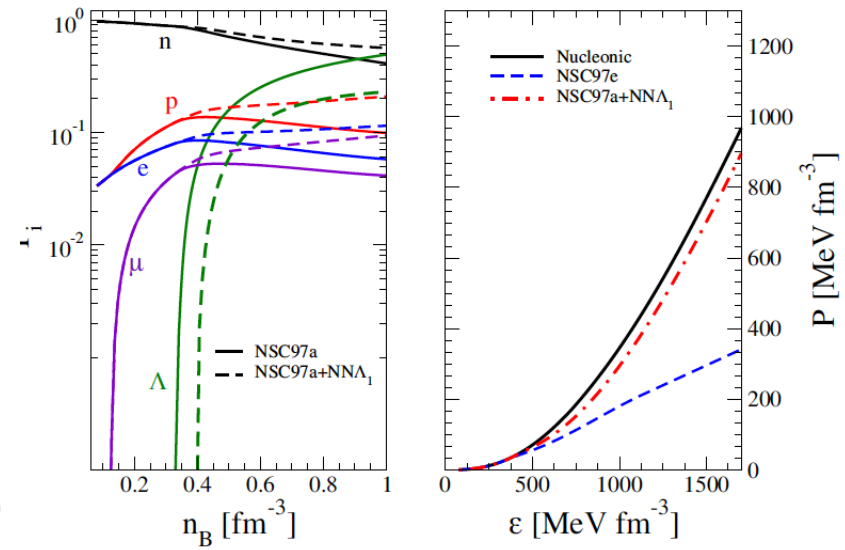 10^0
10^-1
10^-2
n
p
e
μ
Λ
NSC97a
NSC97a+NNΛ_1
0.2 0.4 0.6 0.8 1
n_B [fm^-3]
Nucleonic
NSC97e
NSC97a+NNΛ_1
0 500 1000 1500
ε [MeV fm^-3]
1200
1000
800
600
400
200
0
P [MeV fm^-3]